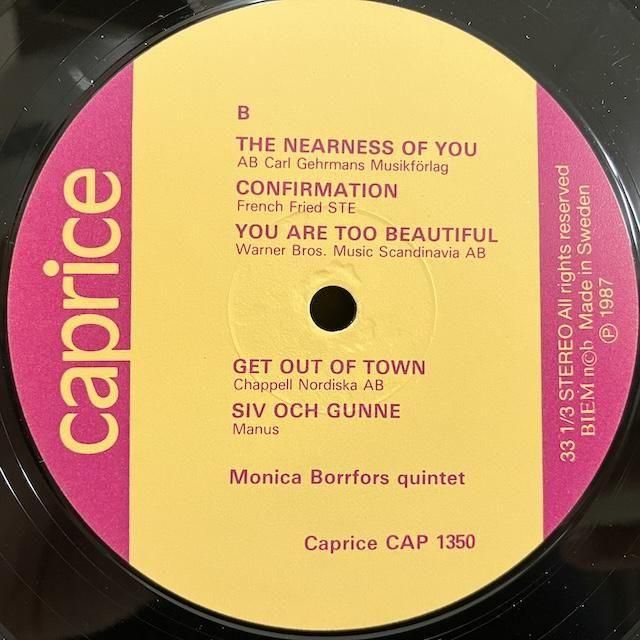 caprice
B
THE NEARNESS OF YOU
AB Carl Gehrmans Musikförlag
CONFIRMATION
French Fried STE
YOU ARE TOO BEAUTIFUL
Warner Bros. Music Scandinavia AB
GET OUT OF TOWN
Chappell Nordiska AB
SIV OCH GUNNE
Manus
Monica Borrfors quintet
Caprice CAP 1350
33 1/3 STEREO All rights reserved
BIEM n©b Made in Sweden
℗ 1987